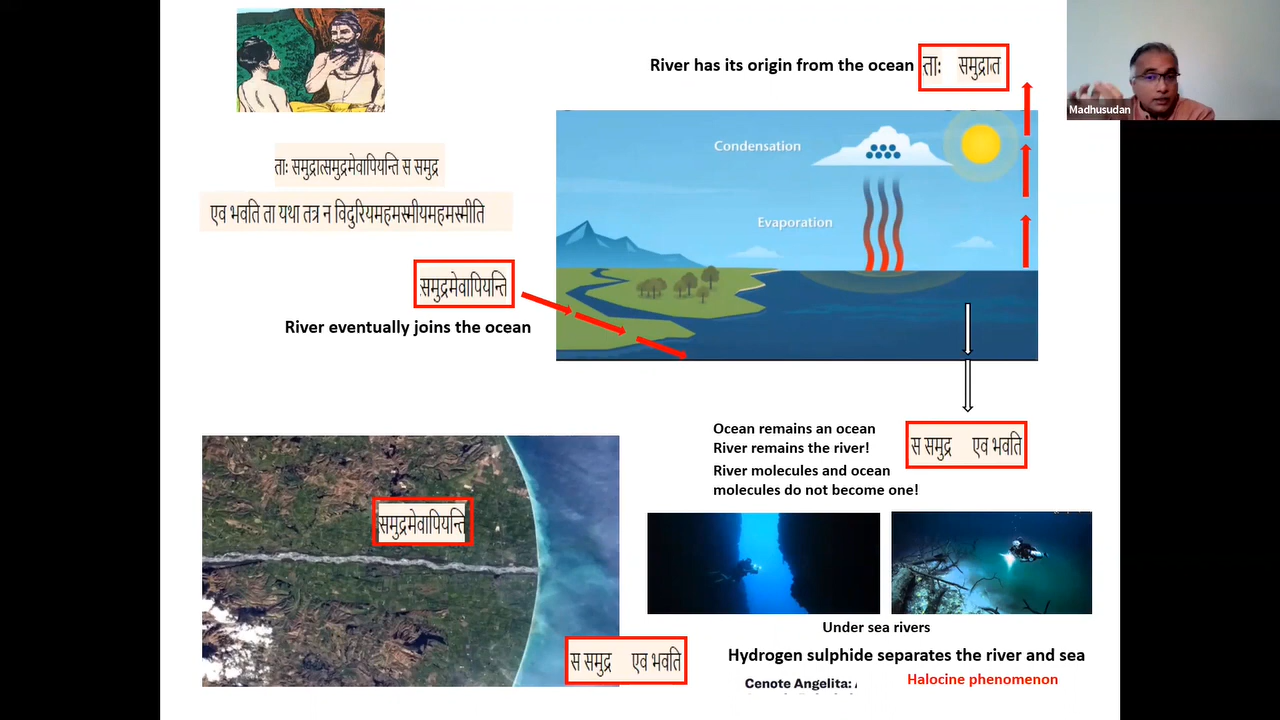 River has its origin from the ocean ताः समुद्रात
Madhusudan
Condensation
Evaporation
ताः समुद्रात्समुद्रमेवापियन्ति स समुद्र
एव भवति ता यथा तत्र न विदुरियमहमस्मीयमहमस्मीति
समुद्रमेवापियन्ति
River eventually joins the ocean
Ocean remains an ocean
River remains the river!
स समुद्र एव भवति
River molecules and ocean
molecules do not become one!
समुद्रमेवापियन्ति
स समुद्र एव भवति
Under sea rivers
Hydrogen sulphide separates the river and sea
Cenote Angelita:
Halocine phenomenon